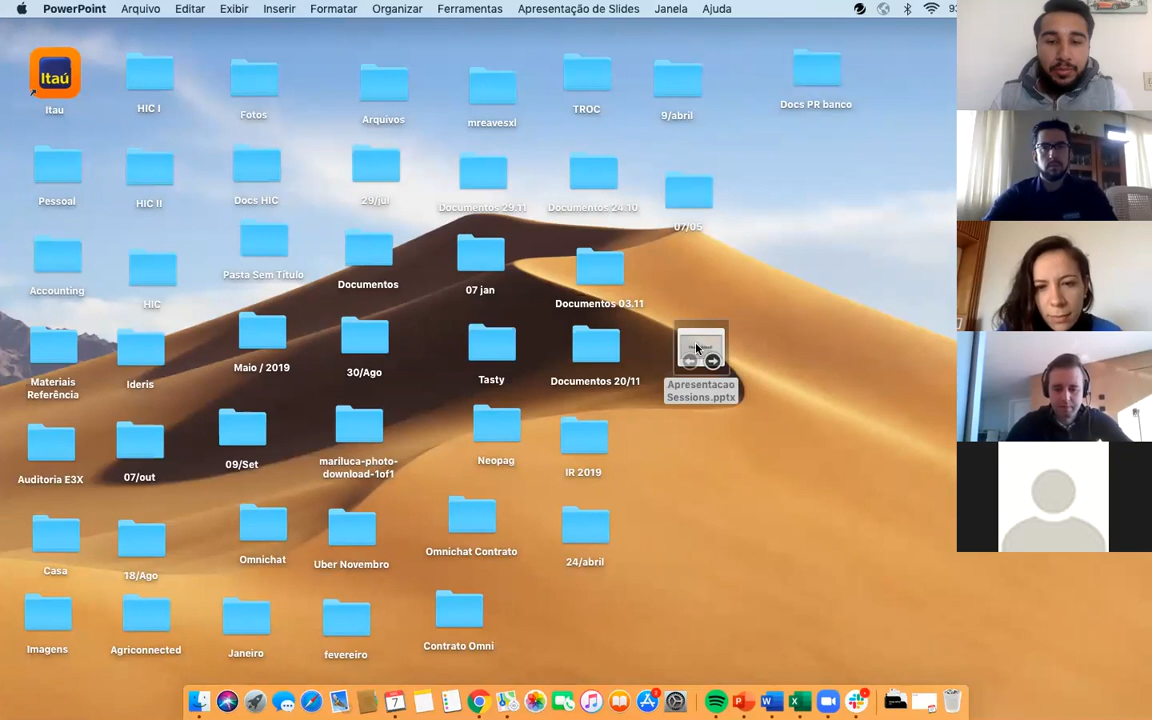 PowerPoint Arquivo Editar Exibir Inserir Formatar Organizar Ferramentas Apresentação de Slides Janela Ajuda
Itaú
Itau
HIC I
Fotos
Arquivos
mreavesxl
TROC
9/abril
Docs PR banco
Pessoal
HIC II
Docs HIC
29/jul
Documentos 29.11
Documentos 24.10
07/05
Accounting
HIC
Pasta Sem Título
Documentos
07 jan
Documentos 03.11
Materiais
Referência
Ideris
Maio / 2019
30/Ago
Tasty
Documentos 20/11
Apresentacao
Sessions.pptx
Auditoria E3X
07/out
09/Set
mariluca-photo-
download-1of1
Neopag
IR 2019
Casa
18/Ago
Omnichat
Uber Novembro
Omnichat Contrato
24/abril
Imagens
Agriconnected
Janeiro
fevereiro
Contrato Omni
7